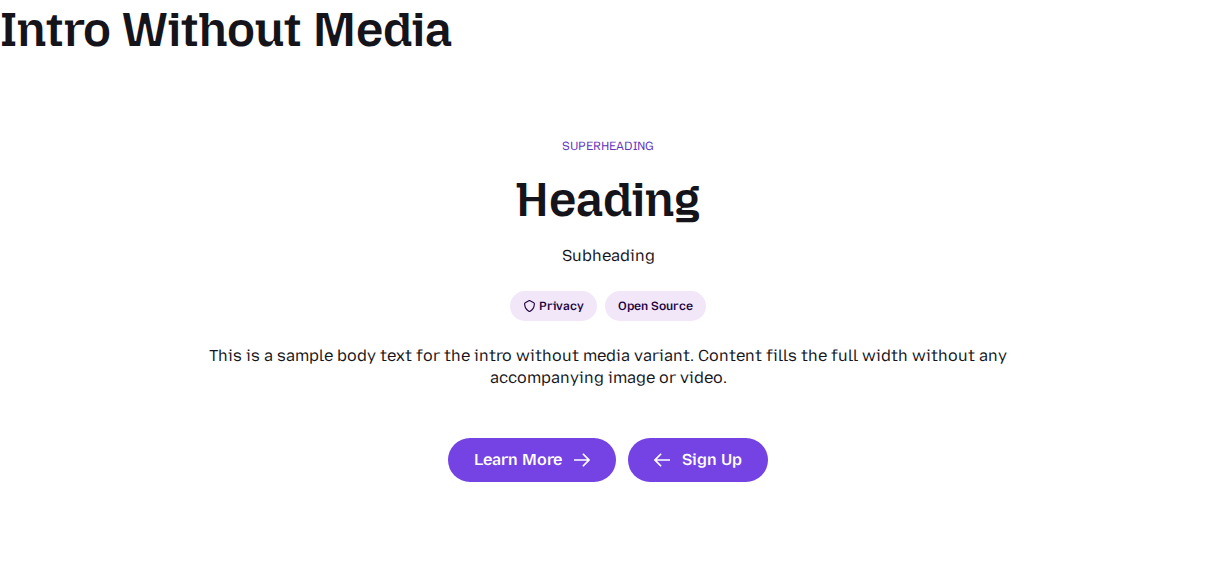 Intro Without Media
SUPERHEADING
Heading
Subheading
Privacy
Open Source
This is a sample body text for the intro without media variant. Content fills the full width without any
accompanying image or video.
Learn More
Sign Up